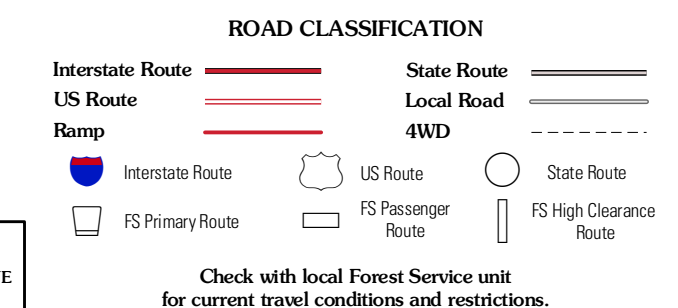 ROAD CLASSIFICATION
Interstate Route
State Route
US Route
Local Road
Ramp
4WD
Interstate Route
US Route
State Route
FS Primary Route
FS Passenger
Route
FS High Clearance
Route
Check with local Forest Service unit
for current travel conditions and restrictions.